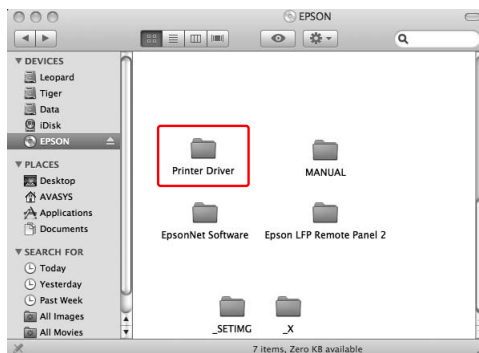 EPSON
DEVICES
Leopard
Tiger
Data
iDisk
EPSON
PLACES
Desktop
AVASYS
Applications
Documents
SEARCH FOR
Today
Yesterday
Past Week
All Images
All Movies
Printer Driver
MANUAL
EpsonNet Software
Epson LFP Remote Panel 2
_SETIMG
_X
7 items, Zero KB available